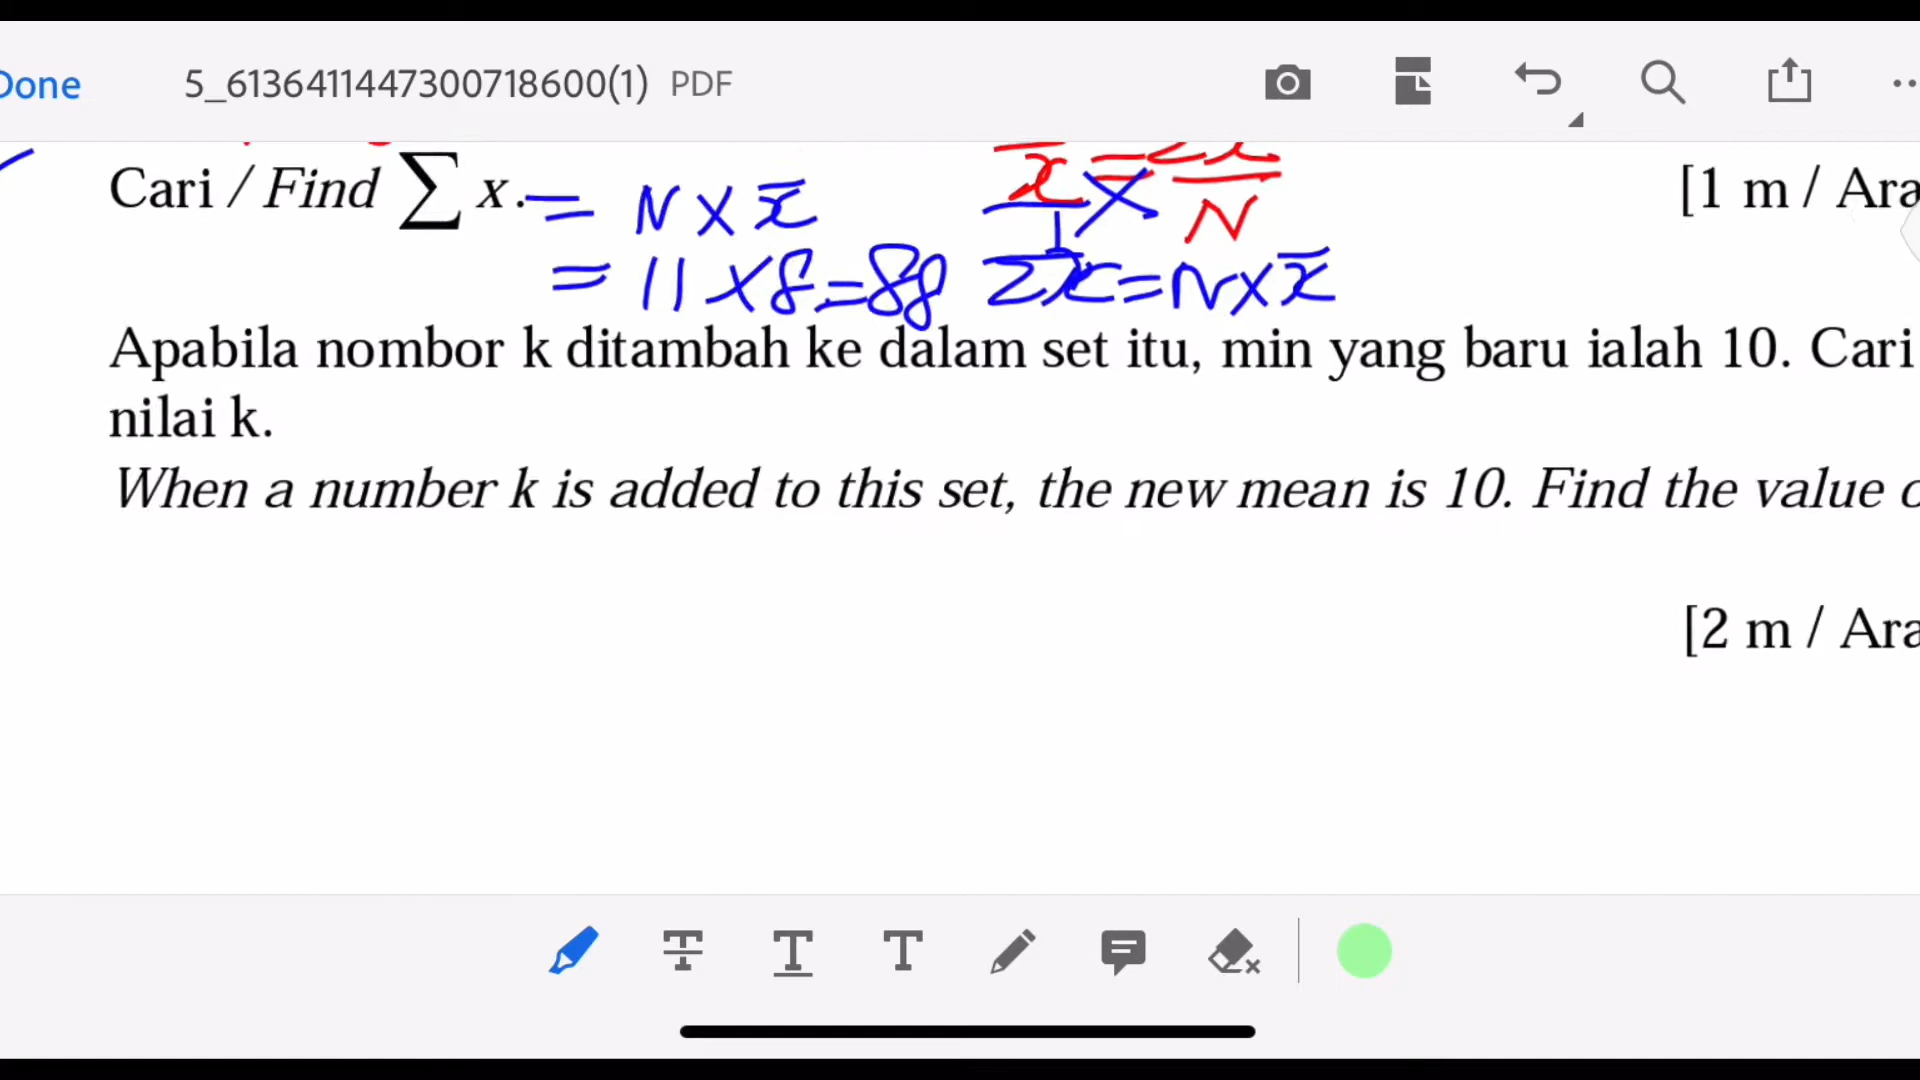 Done 5_6136411447300718600(1) PDF
Cari / Find ∑ x. = N × x̄
x̄ = N
1
[1 m / Ara
= 11 × 8 = 88 Σx = N × x̄
Apabila nombor k ditambah ke dalam set itu, min yang baru ialah 10. Cari
nilai k.
When a number k is added to this set, the new mean is 10. Find the value o
[2 m / Ara
T T T